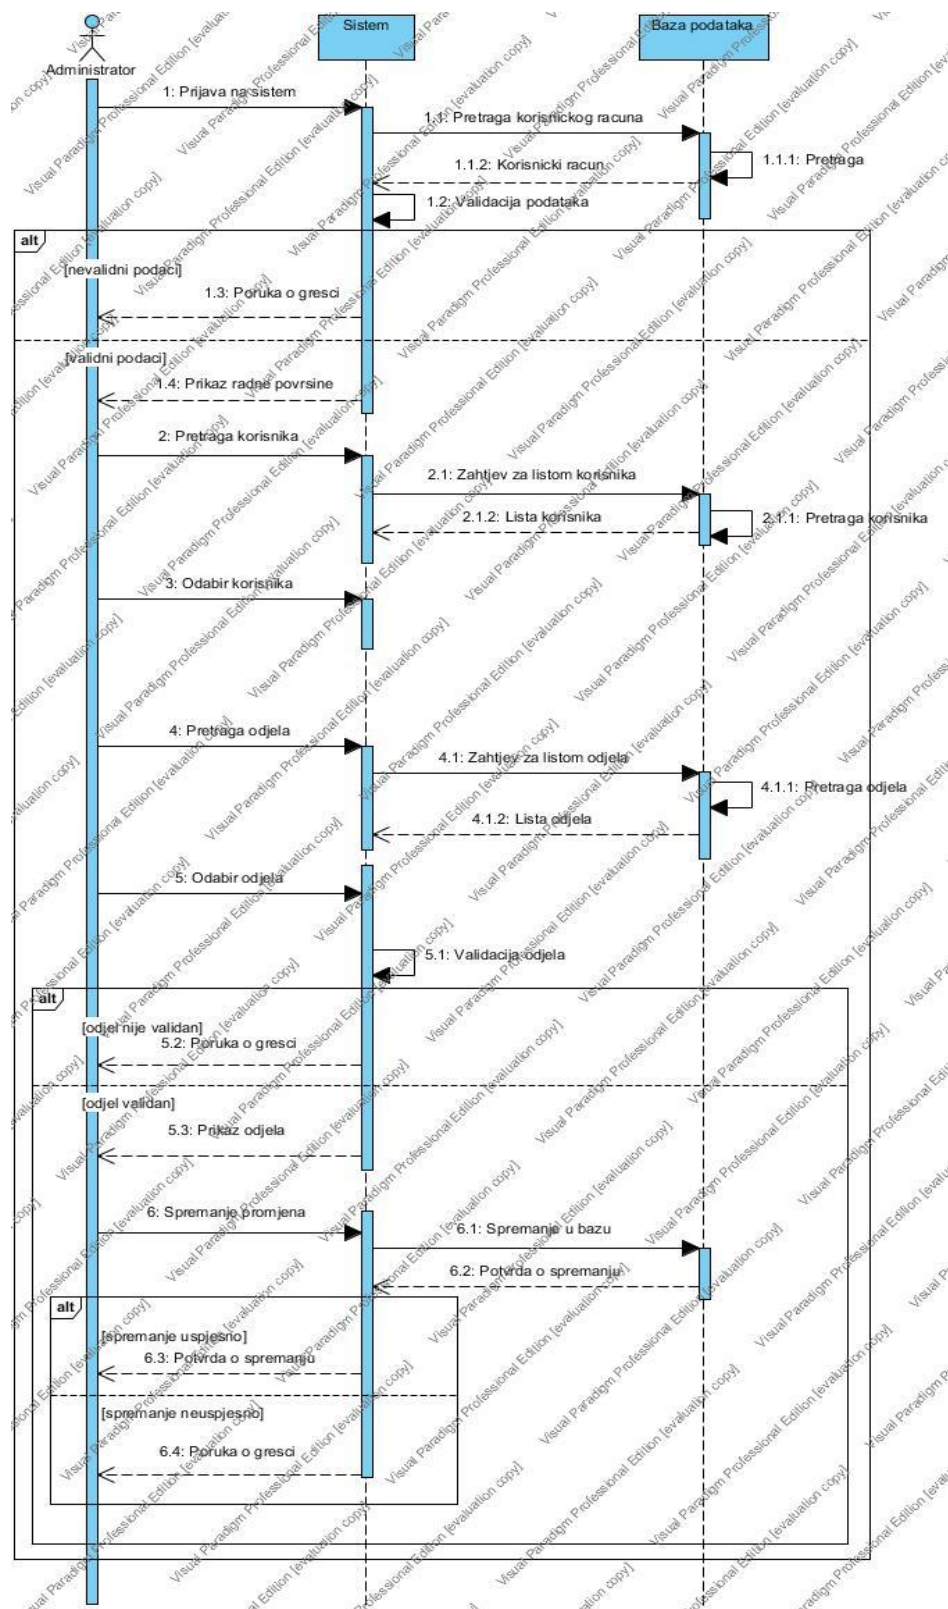 Sistem
Baza podataka
Administrator
1: Prijava na sistem
1.1: Pretraga korisnickog racuna
1.1.1: Pretraga
1.1.2: Korisnicki racun
1.2: Validacija podataka
alt
[nevalidni podaci]
1.3: Poruka o gresci
[validni podaci]
1.4: Prikaz radne povrsine
2: Pretraga korisnika
2.1: Zahtjev za listom korisnika
2.1.2: Lista korisnika
2.1.1: Pretraga korisnika
3: Odabir korisnika
4: Pretraga odjela
4.1: Zahtjev za listom odjela
4.1.1: Pretraga odjela
4.1.2: Lista odjela
5: Odabir odjela
5.1: Validacija odjela
alt
[odjel nije validan]
5.2: Poruka o gresci
[odjel validan]
5.3: Prikaz odjela
6: Spremanje promjena
6.1: Spremanje u bazu
6.2: Potvrda o spremanju
alt
[spremanje uspjesno]
6.3: Potvrda o spremanju
[spremanje neuspjesno]
6.4: Poruka o gresci
Visual Paradigm Professional Edition [evaluation copy]